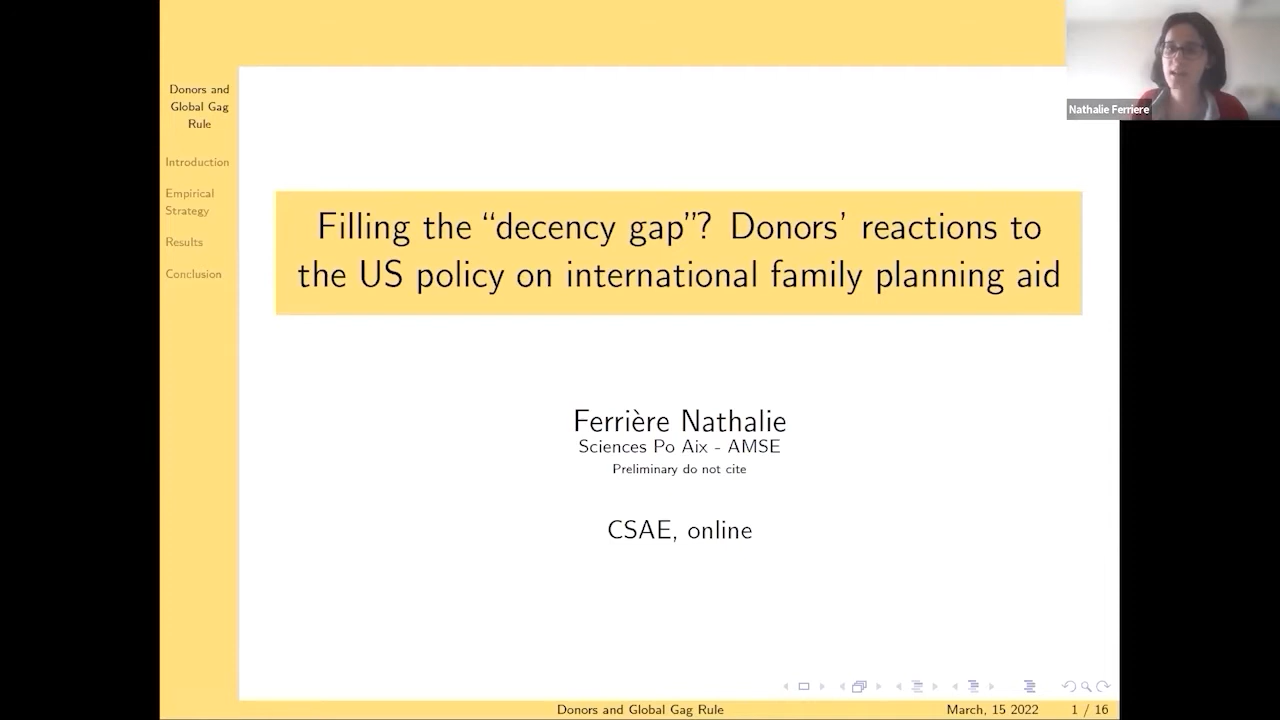 Nathalie Ferriere
Donors and
Global Gag
Rule
Introduction
Empirical
Strategy
Results
Conclusion
Filling the “decency gap”? Donors’ reactions to
the US policy on international family planning aid
Ferrière Nathalie
Sciences Po Aix - AMSE
Preliminary do not cite
CSAE, online
Donors and Global Gag Rule
March, 15 2022
1 / 16